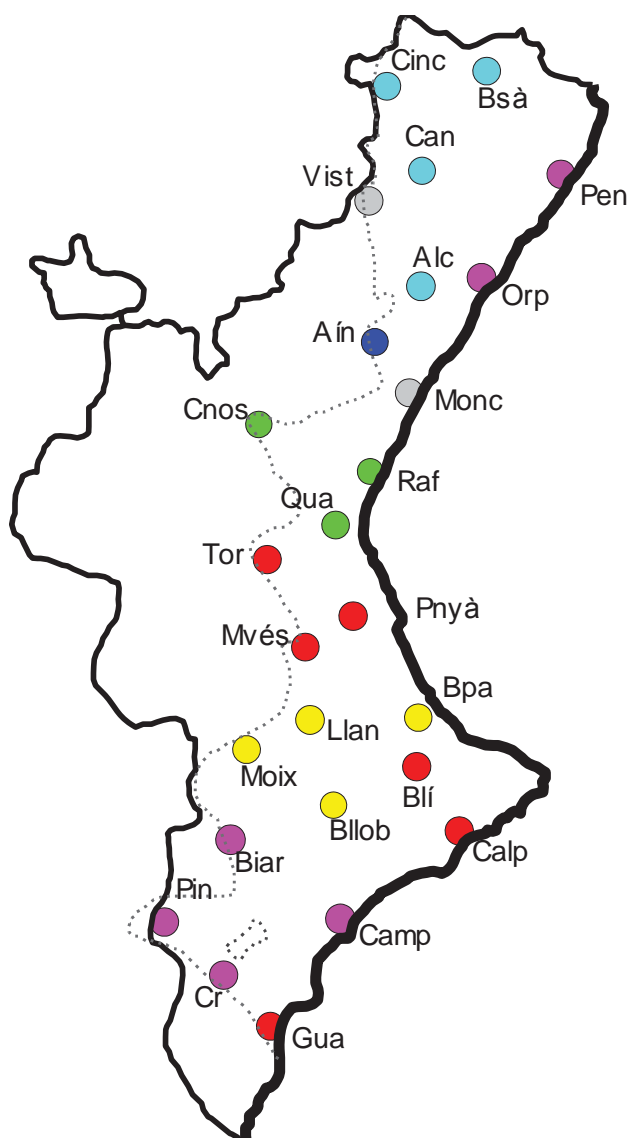 Cinc
Bsà
Can
Vist
Pen
Alc
Orp
Aín
Monc
Cnos
Raf
Qua
Tor
Pnyà
Mvés
Bpa
Llan
Moix
Blí
Bllob
Calp
Biar
Pin
Camp
Cr
Gua